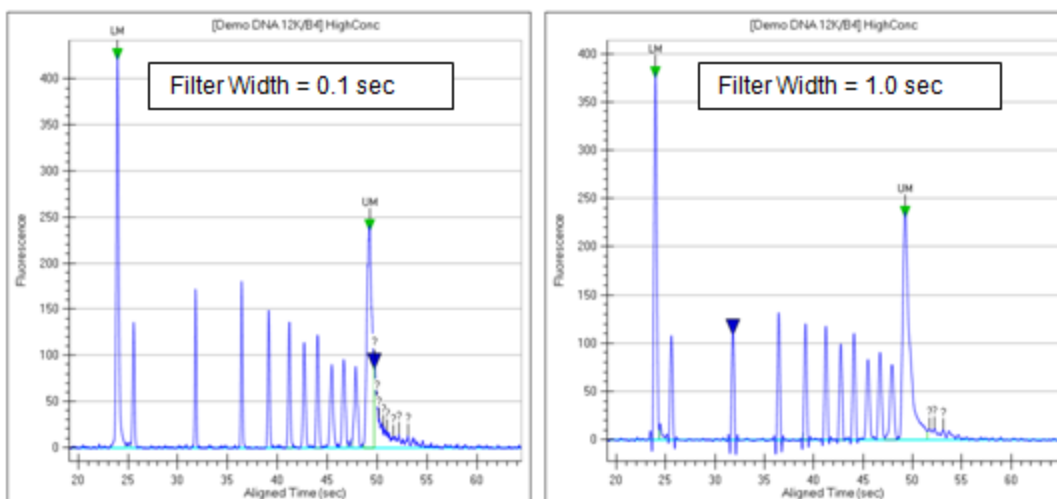 [Demo DNA 12K/B4] HighConc
LM
Filter Width = 0.1 sec
UM
?
? ? ? ? ? ? ?
Fluorescence
400
350
300
250
200
150
100
50
0
20 25 30 35 40 45 50 55 60
Aligned Time (sec)
[Demo DNA 12K/B4] HighConc
LM
Filter Width = 1.0 sec
UM
?? ?
Fluorescence
400
350
300
250
200
150
100
50
0
20 25 30 35 40 45 50 55 60
Aligned Time (sec)